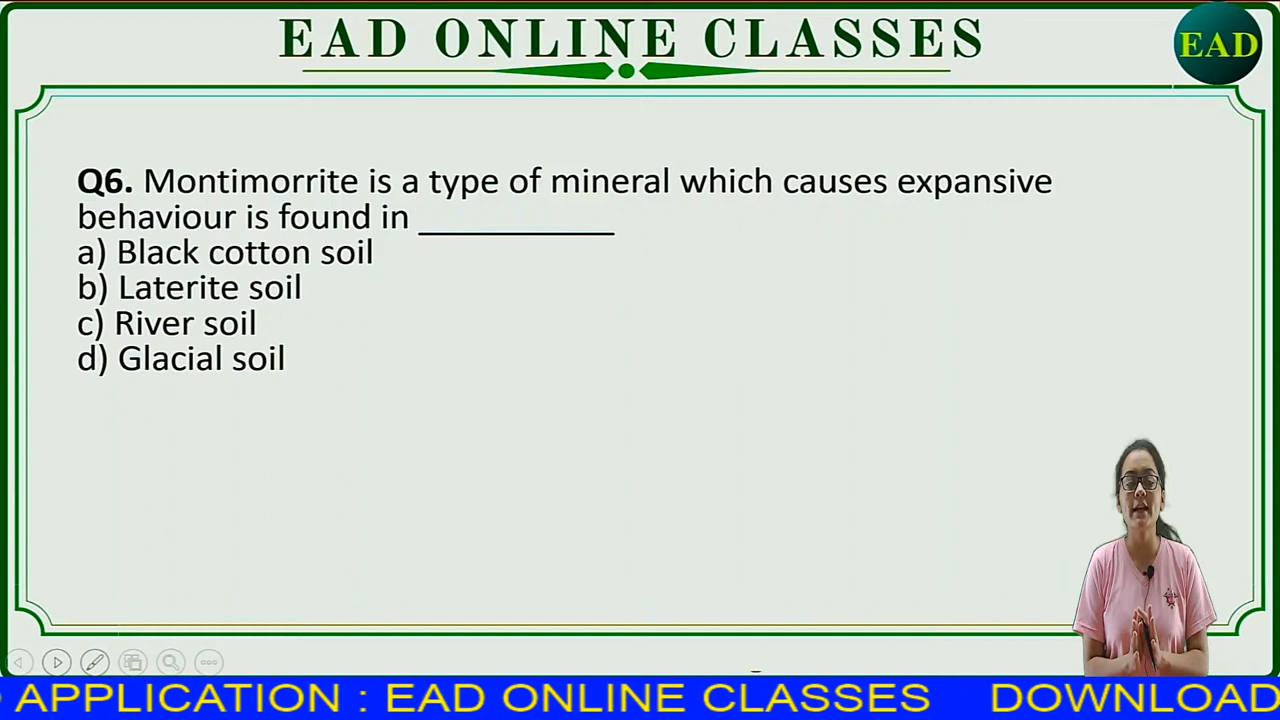 EAD ONLINE CLASSES
EAD
Q6. Montimorrite is a type of mineral which causes expansive
behaviour is found in ___________
a) Black cotton soil
b) Laterite soil
c) River soil
d) Glacial soil
APPLICATION : EAD ONLINE CLASSES DOWNLOAD